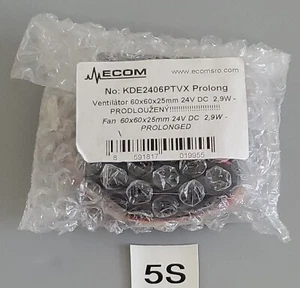 ECOM
www.ecomsro.com
No: KDE2406PTVX Prolong
Ventilátor 60x60x25mm 24V DC 2,9W -
PRODLOUŽENÝ!!!!!!!!!!!!!!!!!!!!!!!!!!!!
Fan 60x60x25mm 24V DC 2,9W -
PROLONGED
8 591817 019955
5S